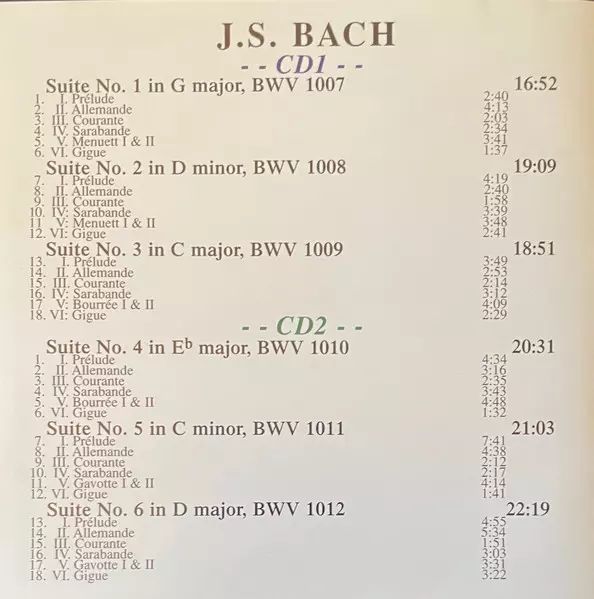 J.S. BACH
- - CD1 - -
Suite No. 1 in G major, BWV 1007 16:52
1. I. Prélude 2:40
2. II. Allemande 4:13
3. III. Courante 2:03
4. IV. Sarabande 2:34
5. V. Menuett I & II 3:41
6. VI. Gigue 1:37
Suite No. 2 in D minor, BWV 1008 19:09
7. I. Prélude 4:19
8. II. Allemande 2:40
9. III. Courante 1:58
10. IV: Sarabande 3:39
11 V: Menuett I & II 3:48
12. VI: Gigue 2:41
Suite No. 3 in C major, BWV 1009 18:51
13. I. Prélude 3:49
14. II. Allemande 2:53
15. III. Courante 2:14
16. IV: Sarabande 3:12
17 V: Bourrée I & II 4:09
18. VI: Gigue 2:29
- - CD2 - -
Suite No. 4 in E♭ major, BWV 1010 20:31
1. I. Prélude 4:34
2. II. Allemande 3:16
3. III. Courante 2:35
4. IV. Sarabande 3:43
5. V. Bourrée I & II 4:48
6. VI. Gigue 1:32
Suite No. 5 in C minor, BWV 1011 21:03
7. I. Prélude 7:41
8. II. Allemande 4:38
9. III. Courante 2:12
10. IV. Sarabande 2:17
11. V. Gavotte I & II 4:14
12. VI. Gigue 1:41
Suite No. 6 in D major, BWV 1012 22:19
13. I. Prélude 4:55
14. II. Allemande 5:34
15. III. Courante 1:51
16. IV. Sarabande 3:03
17. V. Gavotte I & II 3:31
18. VI. Gigue 3:22